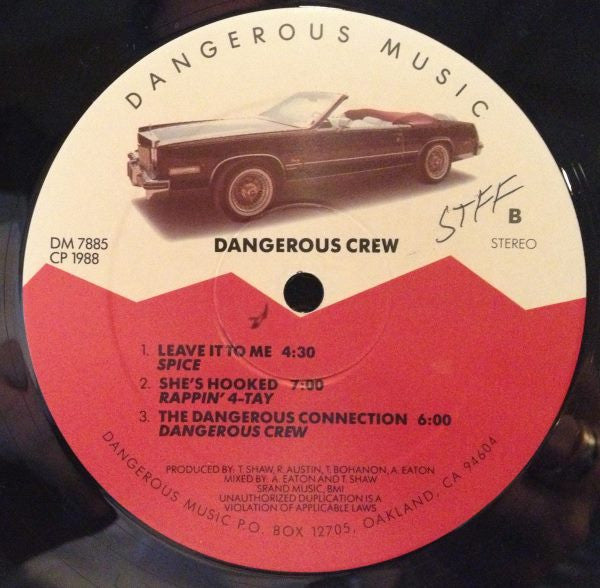 DANGEROUS MUSIC
STFF
B
DM 7885
CP 1988
DANGEROUS CREW
STEREO
1. LEAVE IT TO ME 4:30
SPICE
2. SHE'S HOOKED 7:00
RAPPIN' 4-TAY
3. THE DANGEROUS CONNECTION 6:00
DANGEROUS CREW
PRODUCED BY: T. SHAW, R. AUSTIN, T. BOHANON, A. EATON
MIXED BY: A. EATON AND T. SHAW
SRAND MUSIC, BMI
UNAUTHORIZED DUPLICATION IS A
VIOLATION OF APPLICABLE LAWS
DANGEROUS MUSIC P.O. BOX 12705, OAKLAND, CA 94604